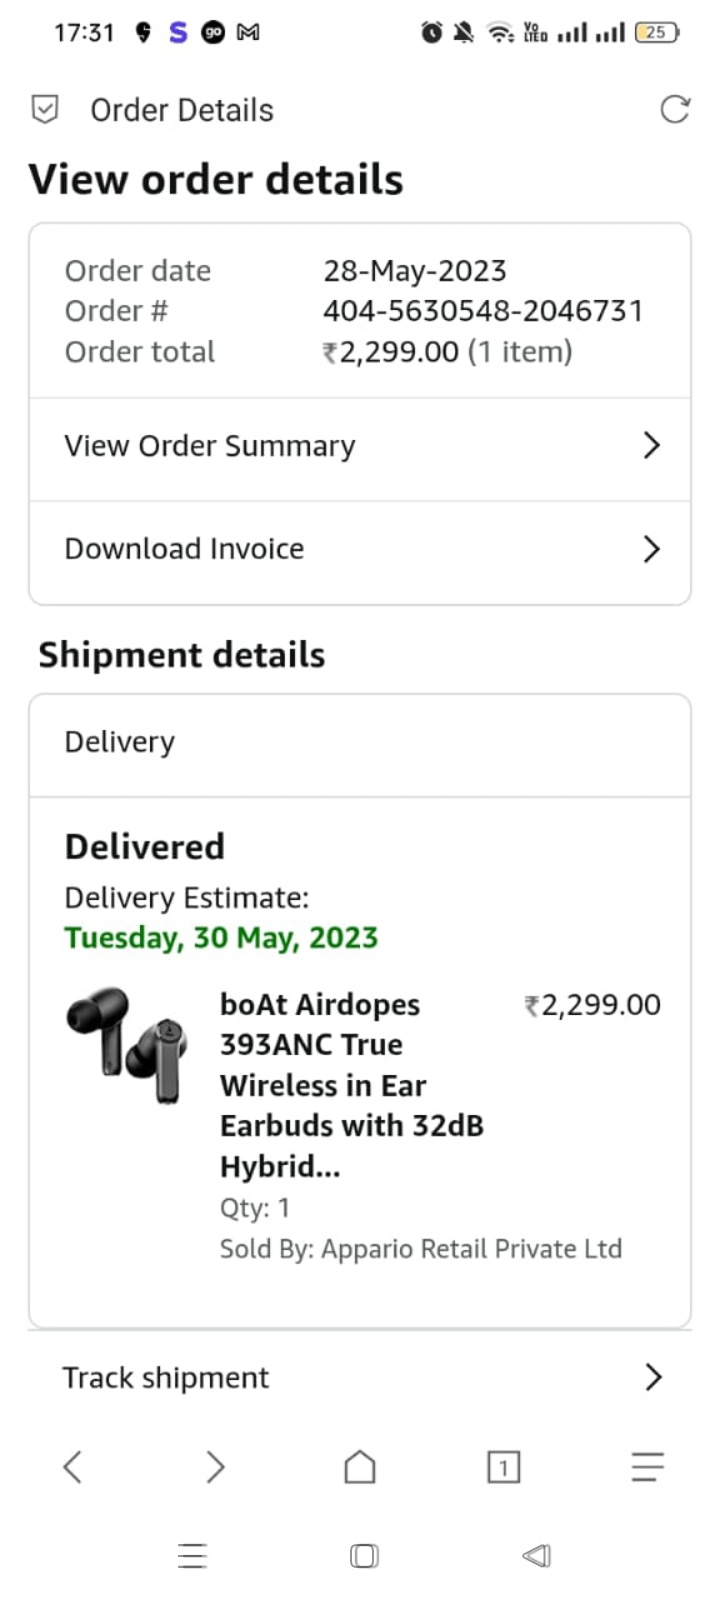 17:31 S go M Vo LTED 25
Order Details
View order details
Order date 28-May-2023
Order # 404-5630548-2046731
Order total ₹2,299.00 (1 item)
View Order Summary
Download Invoice
Shipment details
Delivery
Delivered
Delivery Estimate:
Tuesday, 30 May, 2023
boAt Airdopes ₹2,299.00
393ANC True
Wireless in Ear
Earbuds with 32dB
Hybrid...
Qty: 1
Sold By: Appario Retail Private Ltd
Track shipment
1